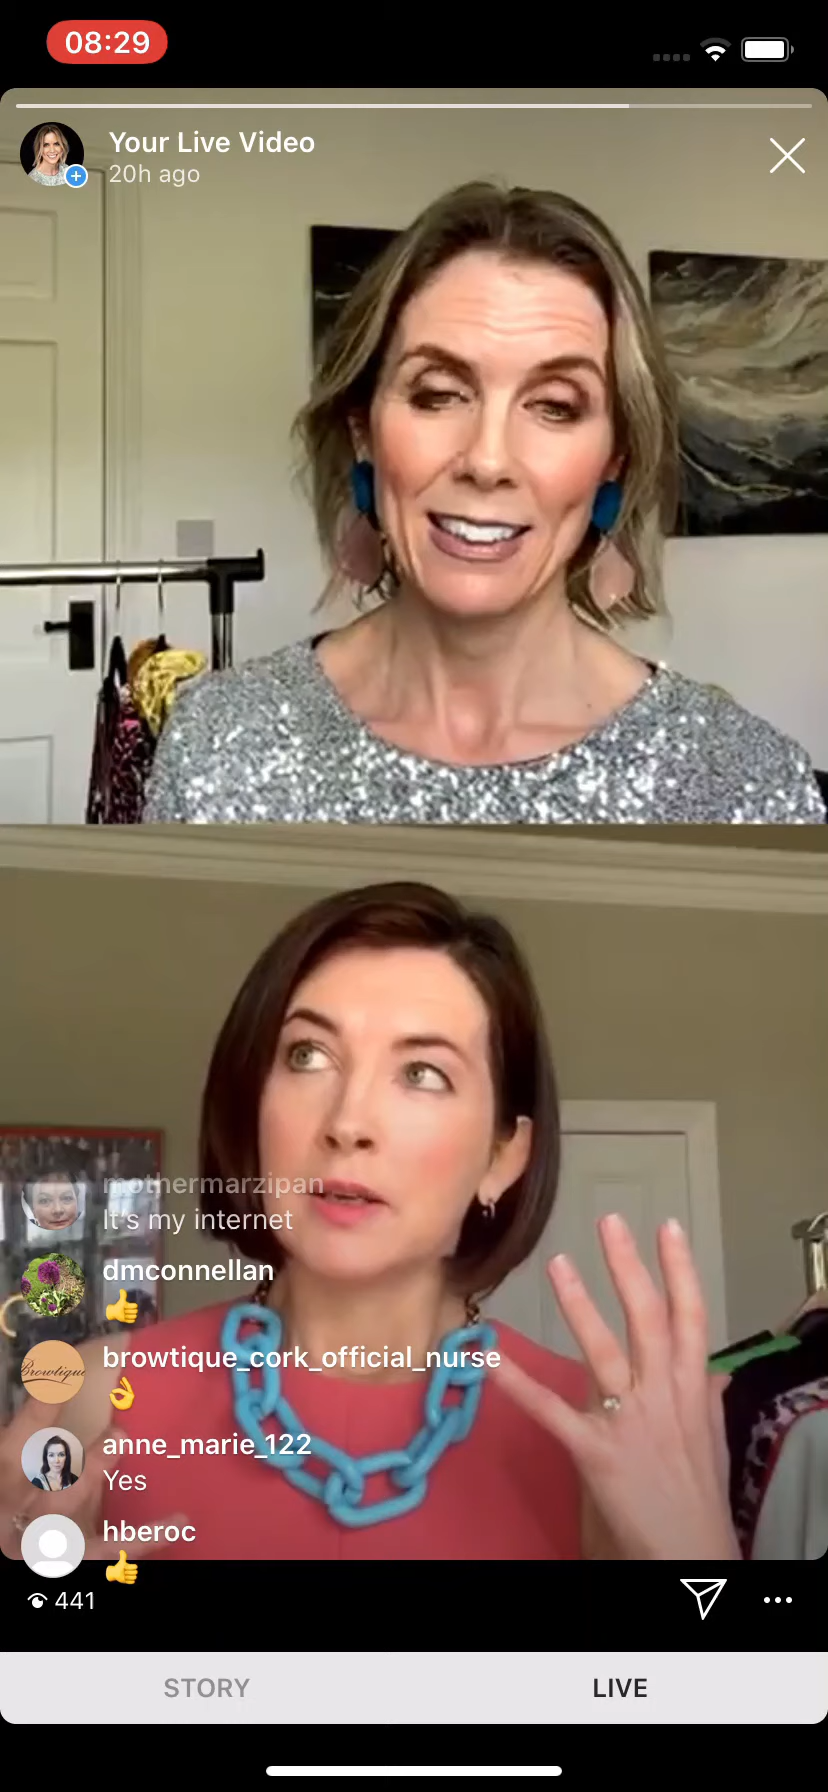 08:29
Your Live Video
20h ago
mothermarzipan
It's my internet
dmconnellan
👍
browtique_cork_official_nurse
Browtique
👌
anne_marie_122
Yes
hberoc
👍
441
STORY
LIVE